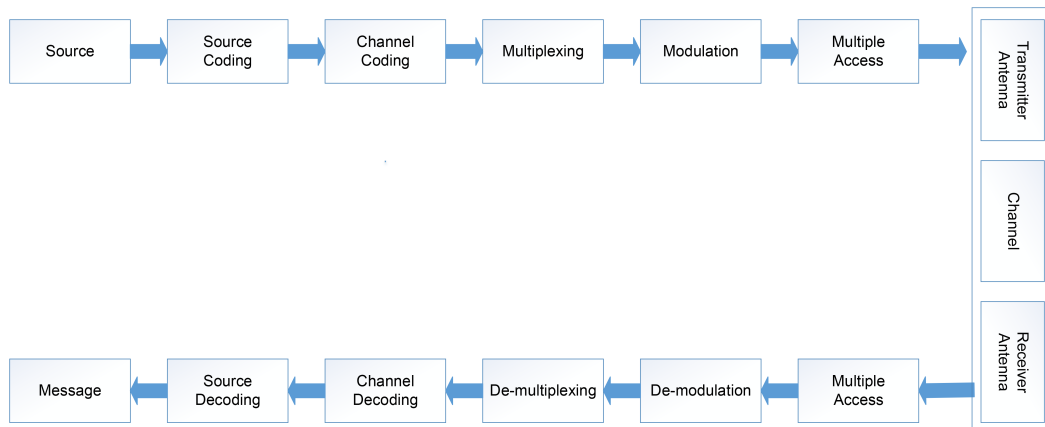 Source
Source
Coding
Channel
Coding
Multiplexing
Modulation
Multiple
Access
Transmitter
Antenna
Channel
Receiver
Antenna
Message
Source
Decoding
Channel
Decoding
De-multiplexing
De-modulation
Multiple
Access